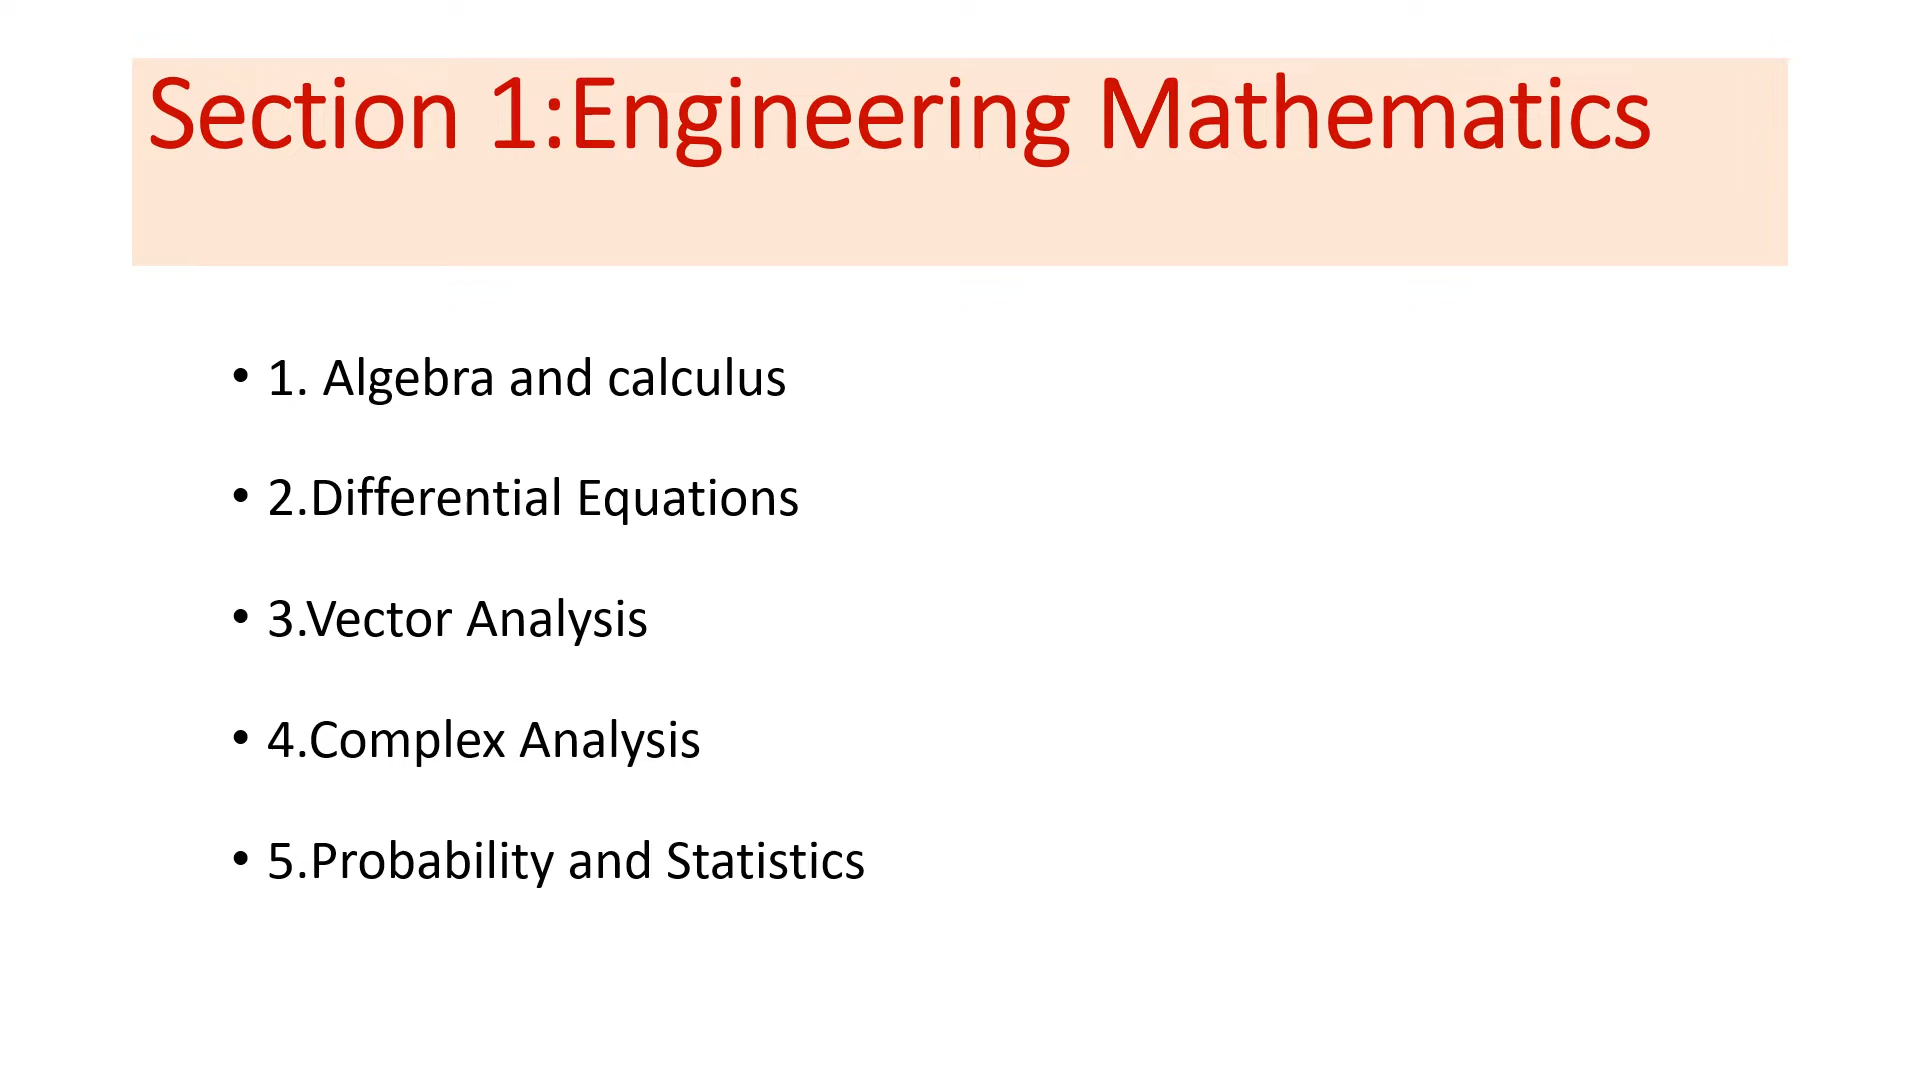 Section 1:Engineering Mathematics
• 1. Algebra and calculus
• 2.Differential Equations
• 3.Vector Analysis
• 4.Complex Analysis
• 5.Probability and Statistics